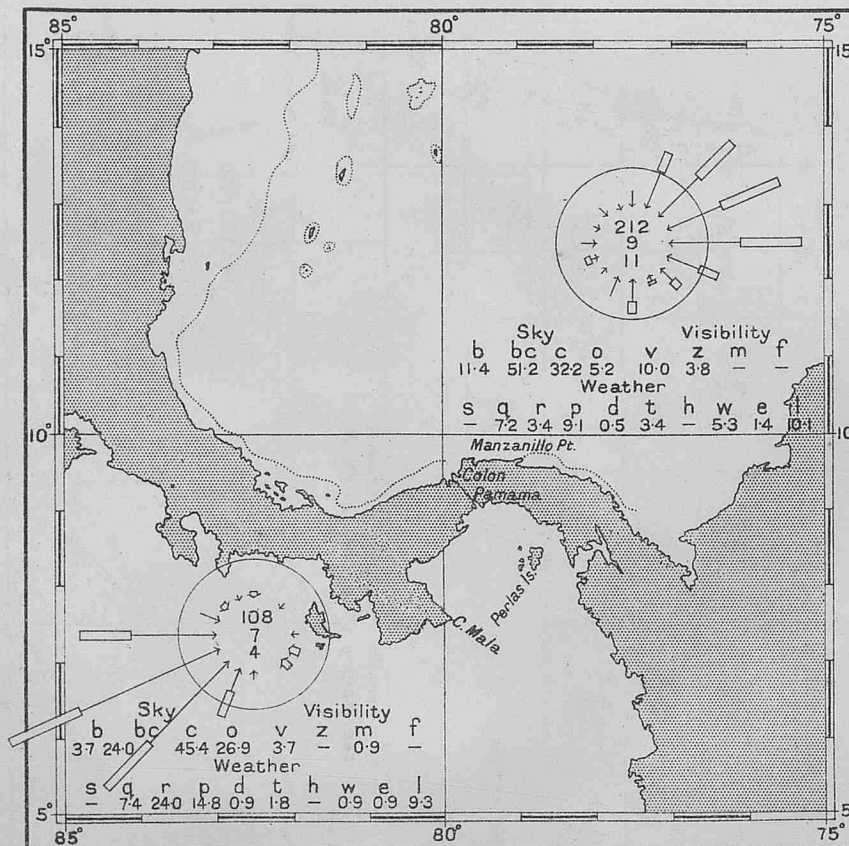 85° 80° 75°
15° 15
212
9
11
Sky Visibility
b bc c o v z m f
11.4 51.2 32.2 5.2 10.0 3.8 — —
Weather
s q r p d t h w e l
— 7.2 3.4 9.1 0.5 3.4 — 5.3 1.4 10.1
10° 10
Manzanillo Pt.
Colon
Pamama
Perlas Is.
C. Mala
108
7
4
Sky Visibility
b bc c o v z m f
3.7 24.0 45.4 26.9 3.7 — 0.9 —
Weather
s q r p d t h w e l
— 7.4 24.0 14.8 0.9 1.8 — 0.9 0.9 9.3
5° 5°
85° 80° 75°